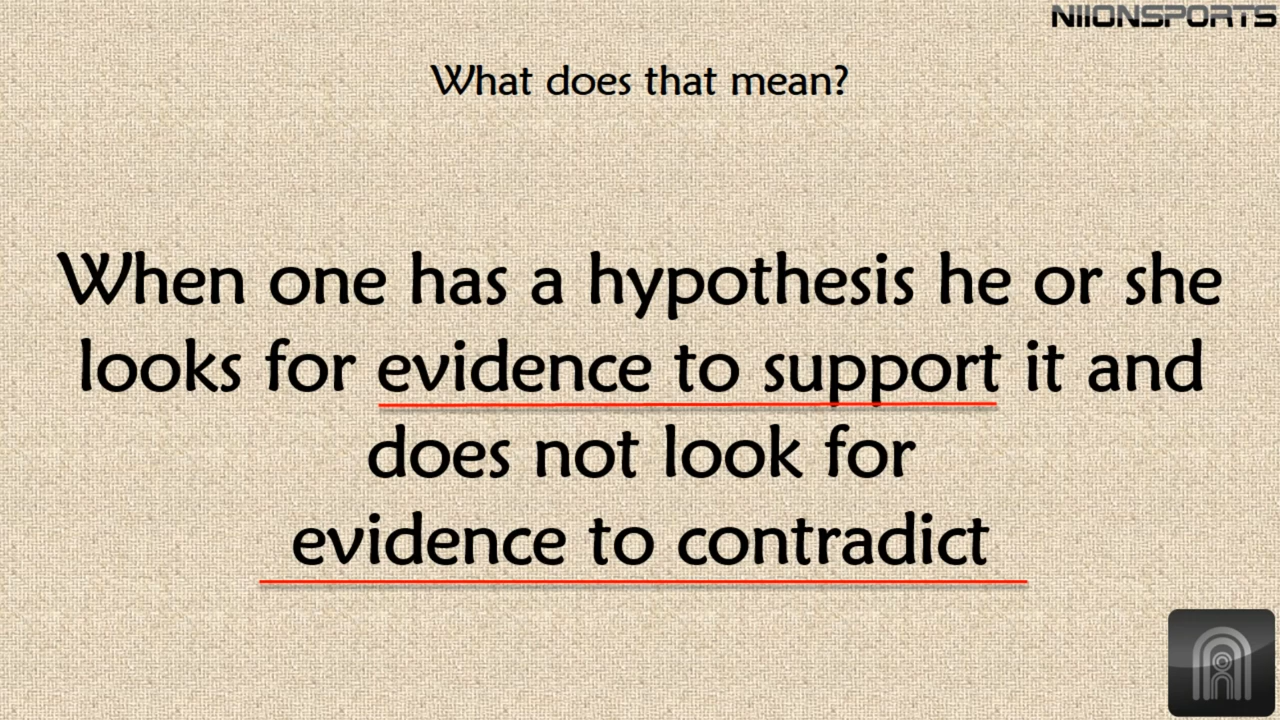 NIIONSPORTS
What does that mean?
When one has a hypothesis he or she
looks for evidence to support it and
does not look for
evidence to contradict